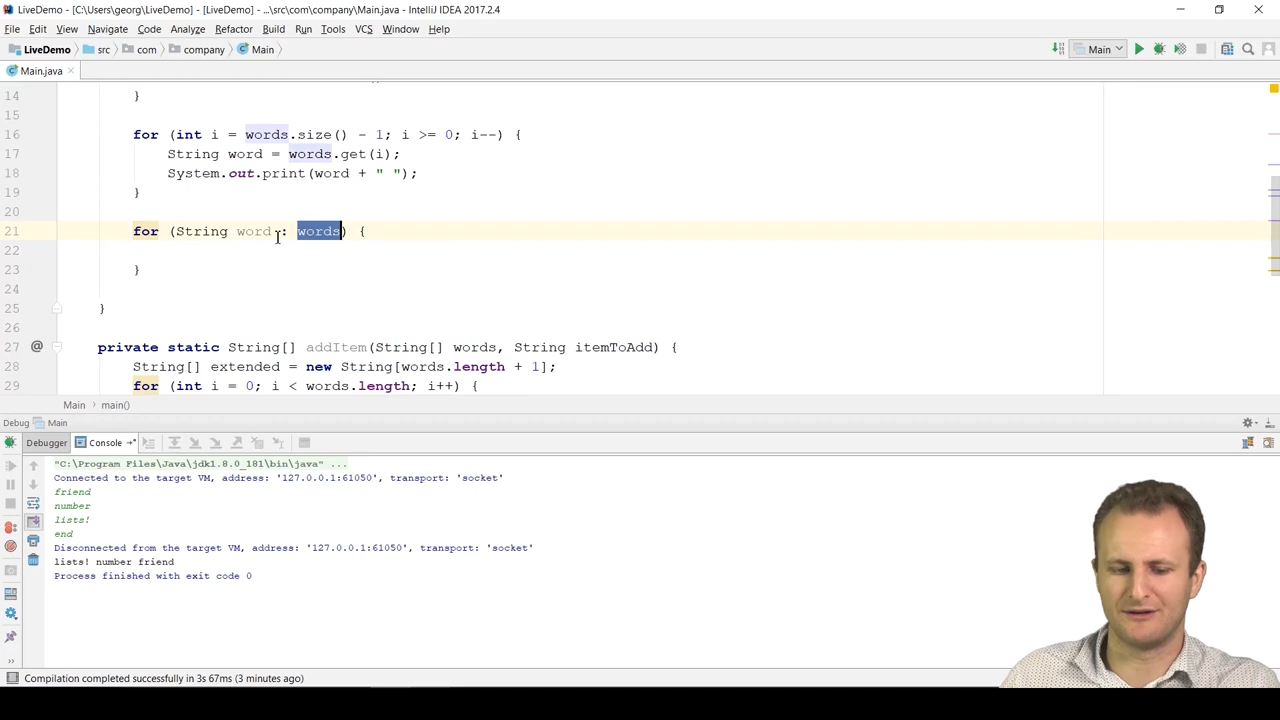 LiveDemo - [C:\Users\georg\LiveDemo] - [LiveDemo] - ...\src\com\company\Main.java - IntelliJ IDEA 2017.2.4
File Edit View Navigate Code Analyze Refactor Build Run Tools VCS Window Help
LiveDemo src com company Main Main
Main.java
14 }
15
16 for (int i = words.size() - 1; i >= 0; i--) {
17 String word = words.get(i);
18 System.out.print(word + " ");
19 }
20
21 for (String word : words) {
22
23 }
24
25 }
26
27 @ private static String[] addItem(String[] words, String itemToAdd) {
28 String[] extended = new String[words.length + 1];
29 for (int i = 0; i < words.length; i++) {
Main main()
Debug Main
Debugger Console
"C:\Program Files\Java\jdk1.8.0_181\bin\java" ...
Connected to the target VM, address: '127.0.0.1:61050', transport: 'socket'
friend
number
lists!
end
Disconnected from the target VM, address: '127.0.0.1:61050', transport: 'socket'
lists! number friend
Process finished with exit code 0
Compilation completed successfully in 3s 67ms (3 minutes ago)